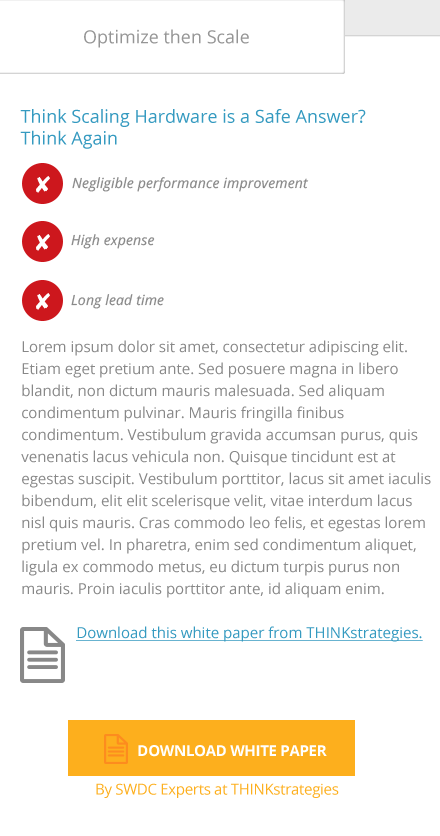 Optimize then Scale
Think Scaling Hardware is a Safe Answer?
Think Again
Negligible performance improvement
High expense
Long lead time
Lorem ipsum dolor sit amet, consectetur adipiscing elit.
Etiam eget pretium ante. Sed posuere magna in libero
blandit, non dictum mauris malesuada. Sed aliquam
condimentum pulvinar. Mauris fringilla finibus
condimentum. Vestibulum gravida accumsan purus, quis
venenatis lacus vehicula non. Quisque tincidunt est at
egestas suscipit. Vestibulum porttitor, lacus sit amet iaculis
bibendum, elit elit scelerisque velit, vitae interdum lacus
nisl quis mauris. Cras commodo leo felis, et egestas lorem
pretium vel. In pharetra, enim sed condimentum aliquet,
ligula ex commodo metus, eu dictum turpis purus non
mauris. Proin iaculis porttitor ante, id aliquam enim.
Download this white paper from THINKstrategies.
DOWNLOAD WHITE PAPER
By SWDC Experts at THINKstrategies